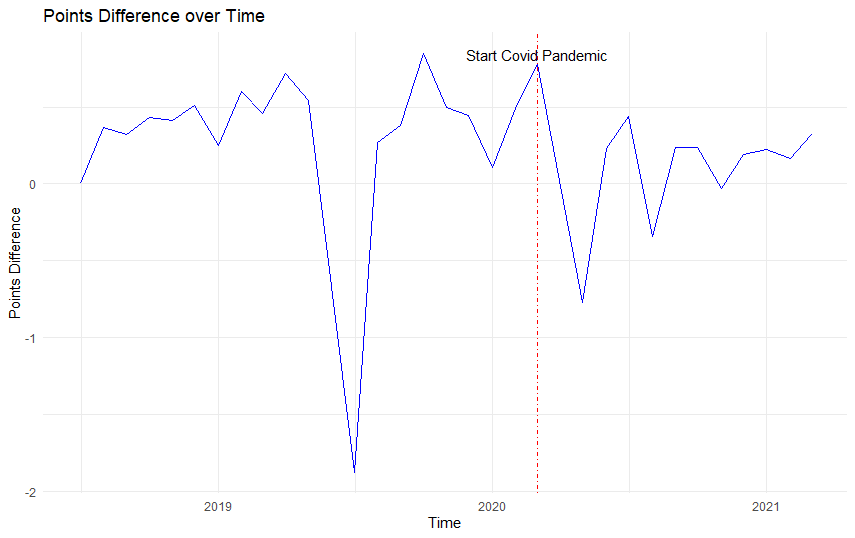 Points Difference over Time
Start Covid Pandemic
Points Difference
0
-1
-2
2019
2020
2021
Time